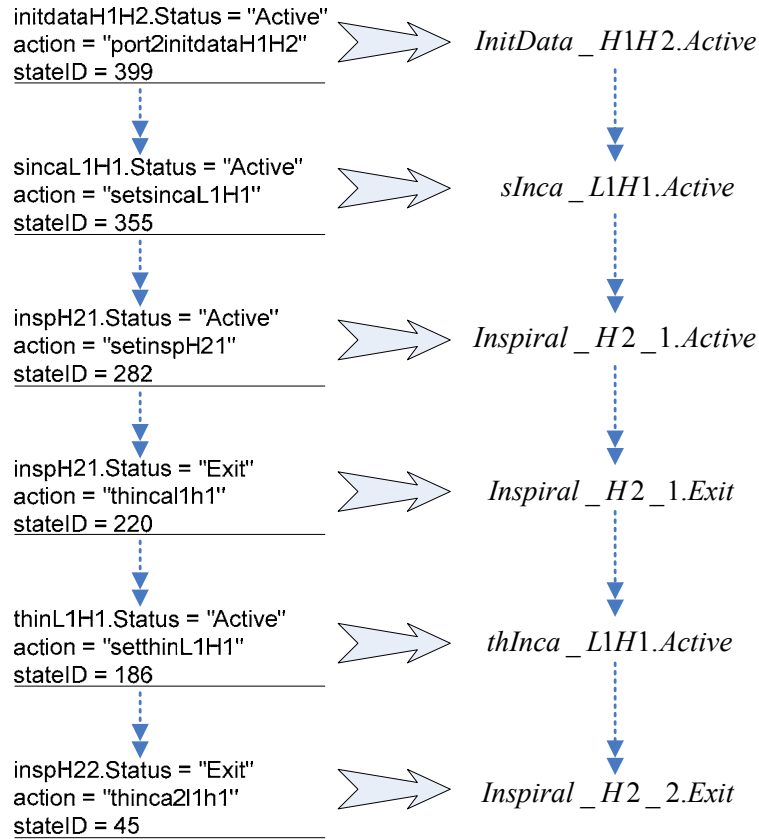 initdataH1H2.Status = "Active"
action = "port2initdataH1H2"
stateID = 399
InitData _ H1H2.Active
sincaL1H1.Status = "Active"
action = "setsincaL1H1"
stateID = 355
sInca _ L1H1.Active
inspH21.Status = "Active"
action = "setinspH21"
stateID = 282
Inspiral _ H2 _1.Active
inspH21.Status = "Exit"
action = "thincal1h1"
stateID = 220
Inspiral _ H2 _1.Exit
thinL1H1.Status = "Active"
action = "setthinL1H1"
stateID = 186
thInca _ L1H1.Active
inspH22.Status = "Exit"
action = "thinca2l1h1"
stateID = 45
Inspiral _ H2 _ 2.Exit